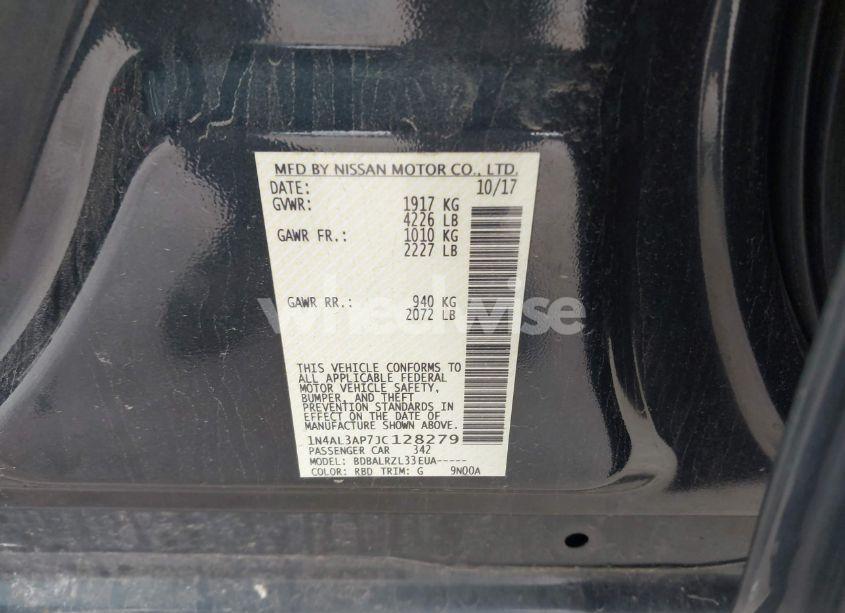 MFD BY NISSAN MOTOR CO., LTD.
DATE: 10/17
GVWR: 1917 KG
4226 LB
GAWR FR.: 1010 KG
2227 LB
GAWR RR.: 940 KG
2072 LB
wheelwise
THIS VEHICLE CONFORMS TO
ALL APPLICABLE FEDERAL
MOTOR VEHICLE SAFETY,
BUMPER, AND THEFT
PREVENTION STANDARDS IN
EFFECT ON THE DATE OF
MANUFACTURE SHOWN ABOVE.
1N4AL3AP7JC128279
PASSENGER CAR 342
MODEL: BDBALRZL33EUA-----
COLOR: RBD TRIM: G 9N00A